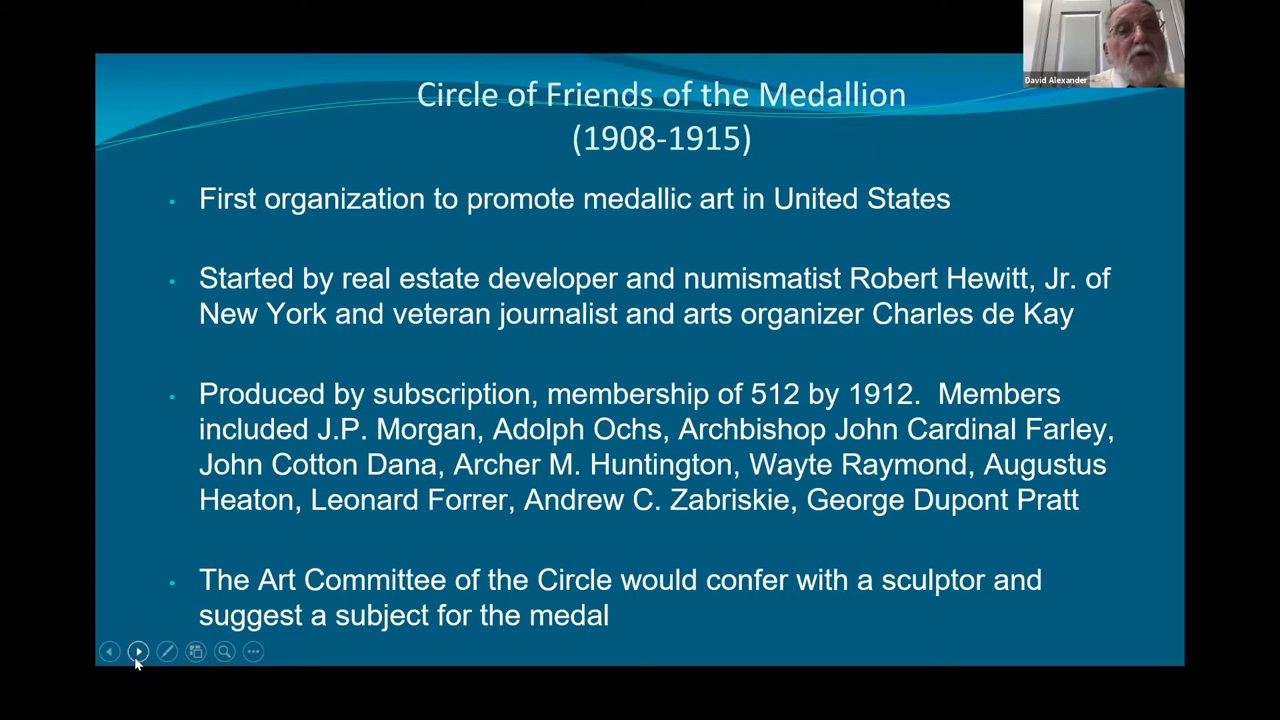 David Alexander
Circle of Friends of the Medallion
(1908-1915)
• First organization to promote medallic art in United States
• Started by real estate developer and numismatist Robert Hewitt, Jr. of
New York and veteran journalist and arts organizer Charles de Kay
• Produced by subscription, membership of 512 by 1912.  Members
included J.P. Morgan, Adolph Ochs, Archbishop John Cardinal Farley,
John Cotton Dana, Archer M. Huntington, Wayte Raymond, Augustus
Heaton, Leonard Forrer, Andrew C. Zabriskie, George Dupont Pratt
• The Art Committee of the Circle would confer with a sculptor and
suggest a subject for the medal